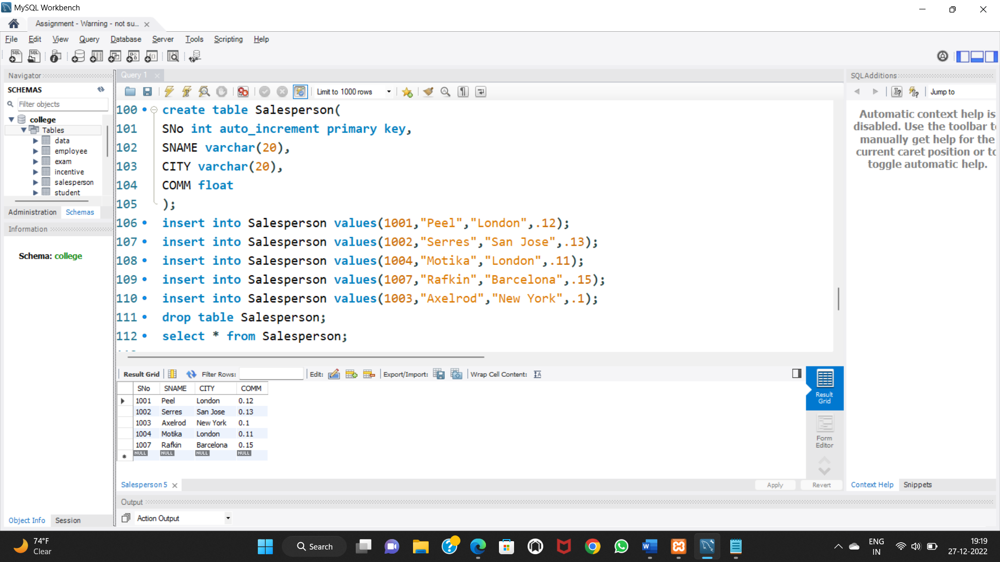 MySQL Workbench
Assignment - Warning - not su...
File Edit View Query Database Server Tools Scripting Help
Navigator
SCHEMAS
Filter objects
college
Tables
data
employee
exam
incentive
salesperson
student
Administration Schemas
Information
Schema: college
Object Info Session
Query 1
Limit to 1000 rows
100 create table Salesperson(
101 SNo int auto_increment primary key,
102 SNAME varchar(20),
103 CITY varchar(20),
104 COMM float
105 );
106 insert into Salesperson values(1001,"Peel","London",.12);
107 insert into Salesperson values(1002,"Serres","San Jose",.13);
108 insert into Salesperson values(1004,"Motika","London",.11);
109 insert into Salesperson values(1007,"Rafkin","Barcelona",.15);
110 insert into Salesperson values(1003,"Axelrod","New York",.1);
111 drop table Salesperson;
112 select * from Salesperson;
Result Grid Filter Rows: Edit: Export/Import: Wrap Cell Content:
SNo SNAME CITY COMM
1001 Peel London 0.12
1002 Serres San Jose 0.13
1003 Axelrod New York 0.1
1004 Motika London 0.11
1007 Rafkin Barcelona 0.15
NULL NULL NULL NULL
Result
Grid
Form
Editor
Salesperson 5
Apply Revert
Output
Action Output
SQLAdditions
Jump to
Automatic context help is
disabled. Use the toolbar
manually get help for the
current caret position or
toggle automatic help.
Context Help Snippets
74°F
Clear
Search
ENG
IN
19:19
27-12-2022